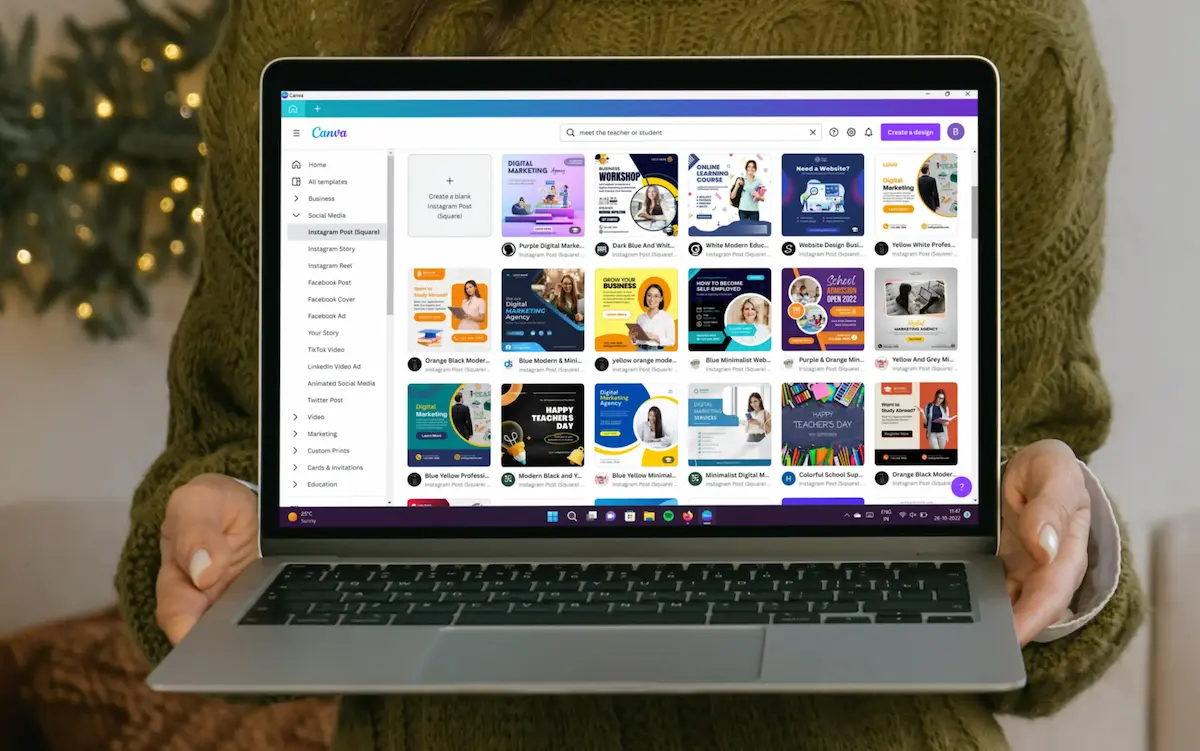 Canva
Canva
meet the teacher or student
Create a design
B
Home
All templates
Business
Social Media
Instagram Post (Square)
Instagram Story
Instagram Reel
Facebook Post
Facebook Cover
Facebook Ad
Your Story
TikTok Video
LinkedIn Video Ad
Animated Social Media
Twitter Post
Video
Marketing
Custom Prints
Cards & Invitations
Education
Create a blank
Instagram Post
(Square)
DIGITAL
MARKETING
Agency
Purple Digital Marke...
Instagram Post (Square)...
BUSINESS
WORKSHOP
Dark Blue And Whit...
Instagram Post (Square)...
ONLINE
LEARNING
COURSE
White Modern Educ...
Instagram Post (Square)...
Need a Website?
Website Design Busi...
Instagram Post (Square)...
Digital
Marketing
Yellow White Profes...
Instagram Post (Square)...
Want to
Study Abroad?
Orange Black Moder...
Instagram Post (Square)...
Digital
MARKETING
Agency
Blue Modern & Mini...
Instagram Post (Square)...
GROW YOUR
BUSINESS
yellow orange mode...
Instagram Post (Square)...
HOW TO BECOME
SELF-EMPLOYED
Blue Minimalist Web...
Instagram Post (Square)...
School
ADMISSION
OPEN 2022
Purple & Orange Min...
Instagram Post (Square)...
Digital
MARKETING AGENCY
Yellow And Grey Mi...
Instagram Post (Square)...
Digital
Marketing
Learn More
Blue Yellow Professi...
Instagram Post (Square)...
HAPPY
TEACHER'S
DAY
Modern Black and Y...
Instagram Post (Square)...
Digital
Marketing
Agency
Blue Yellow Minimal...
Instagram Post (Square)...
DIGITAL
MARKETING
SERVICES
Minimalist Digital M...
Instagram Post (Square)...
HAPPY
TEACHER'S DAY
Colorful School Sup...
Instagram Post (Square)...
Want to
Study Abroad?
Register Now
Orange Black Moder...
Instagram Post (Square)...
?
25°C
Sunny
ENG
IN
11:47
26-10-2022